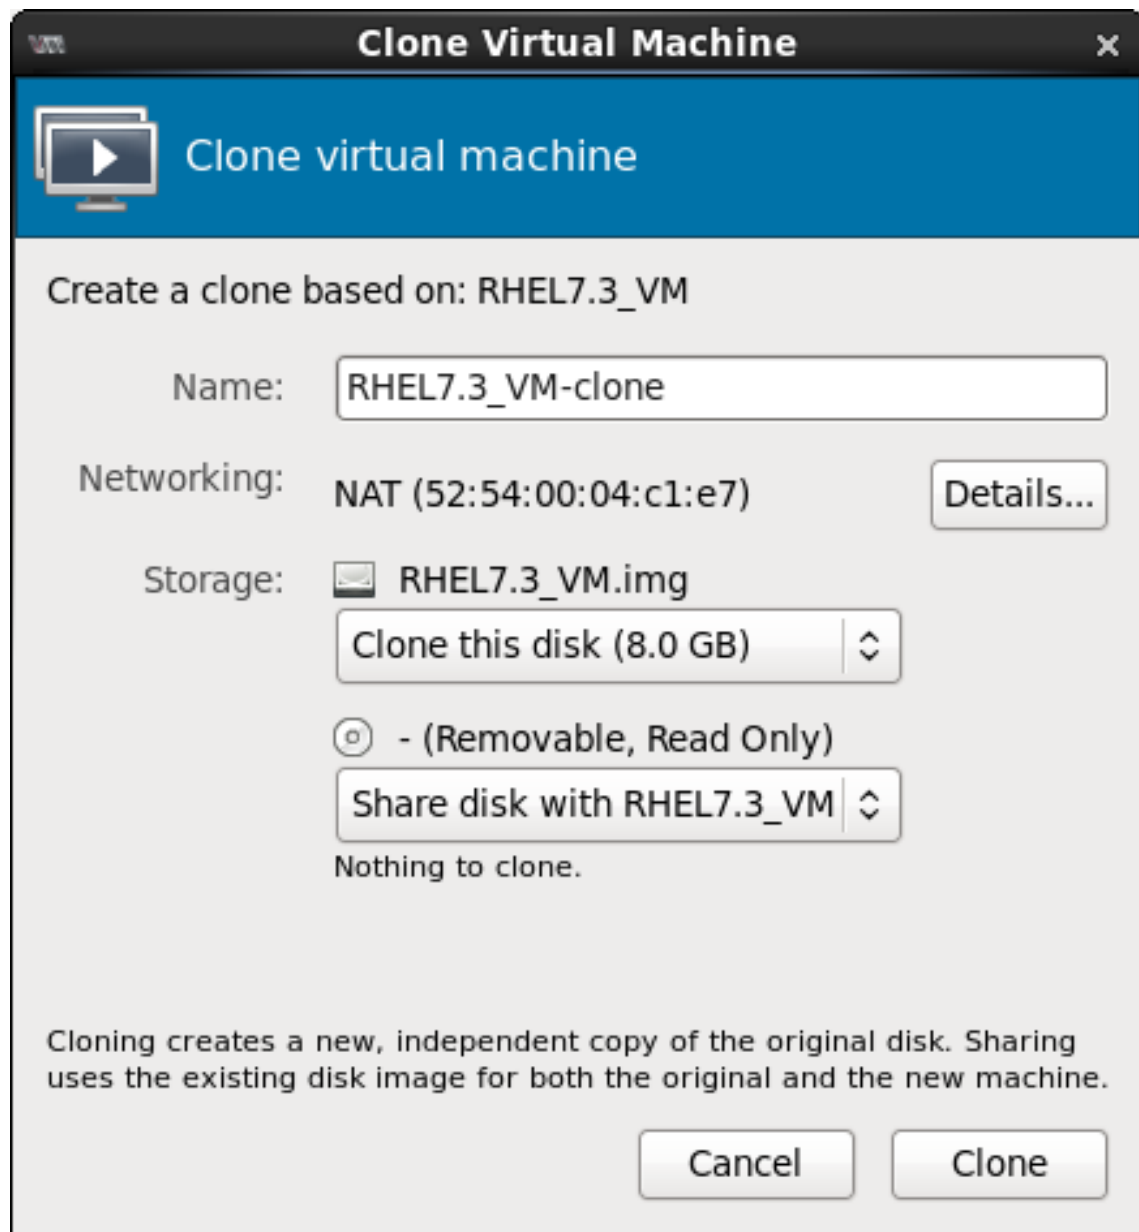 Clone Virtual Machine
Clone virtual machine
Create a clone based on: RHEL7.3_VM
Name: RHEL7.3_VM-clone
Networking: NAT (52:54:00:04:c1:e7) Details...
Storage: RHEL7.3_VM.img
Clone this disk (8.0 GB)
- (Removable, Read Only)
Share disk with RHEL7.3_VM
Nothing to clone.
Cloning creates a new, independent copy of the original disk. Sharing
uses the existing disk image for both the original and the new machine.
Cancel Clone